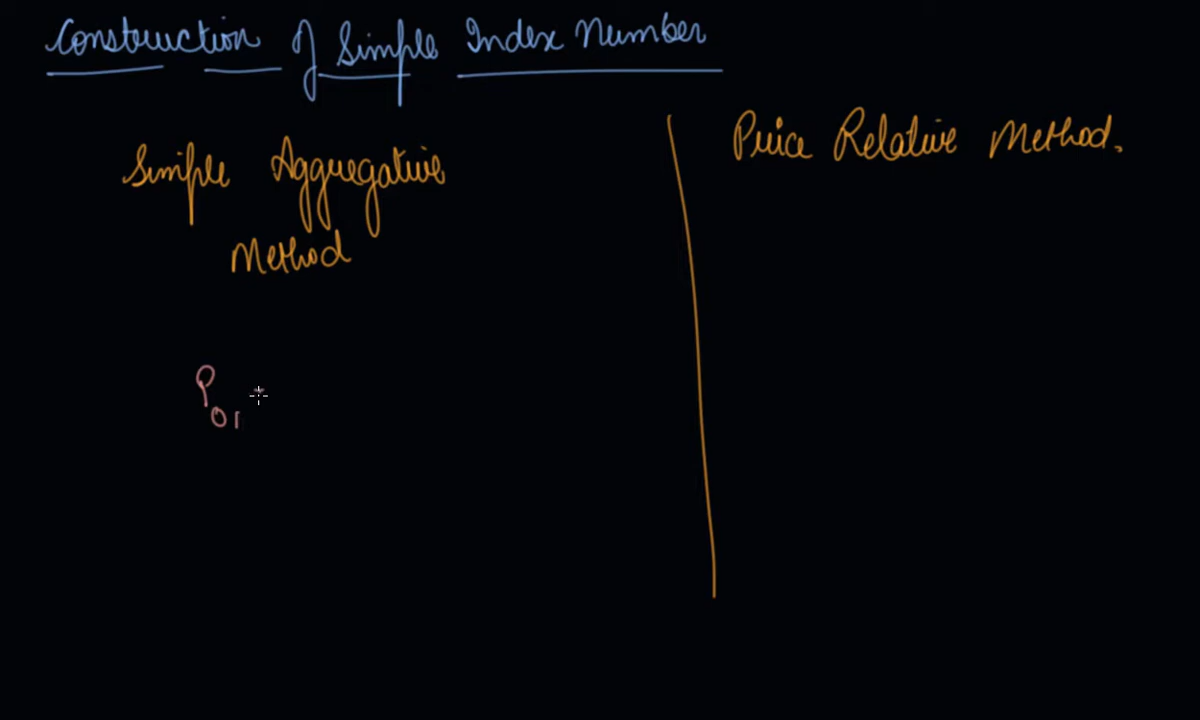 Construction of Simple Index Number
Simple Aggregative
Method
P01
Price Relative Method.